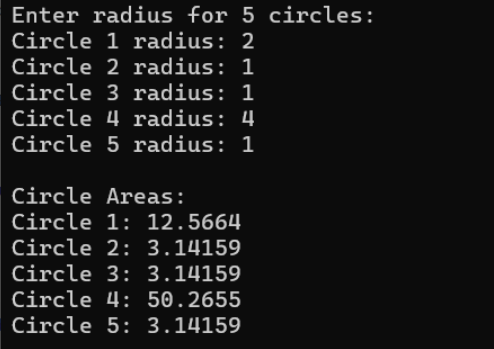 Enter radius for 5 circles:
Circle 1 radius: 2
Circle 2 radius: 1
Circle 3 radius: 1
Circle 4 radius: 4
Circle 5 radius: 1

Circle Areas:
Circle 1: 12.5664
Circle 2: 3.14159
Circle 3: 3.14159
Circle 4: 50.2655
Circle 5: 3.14159